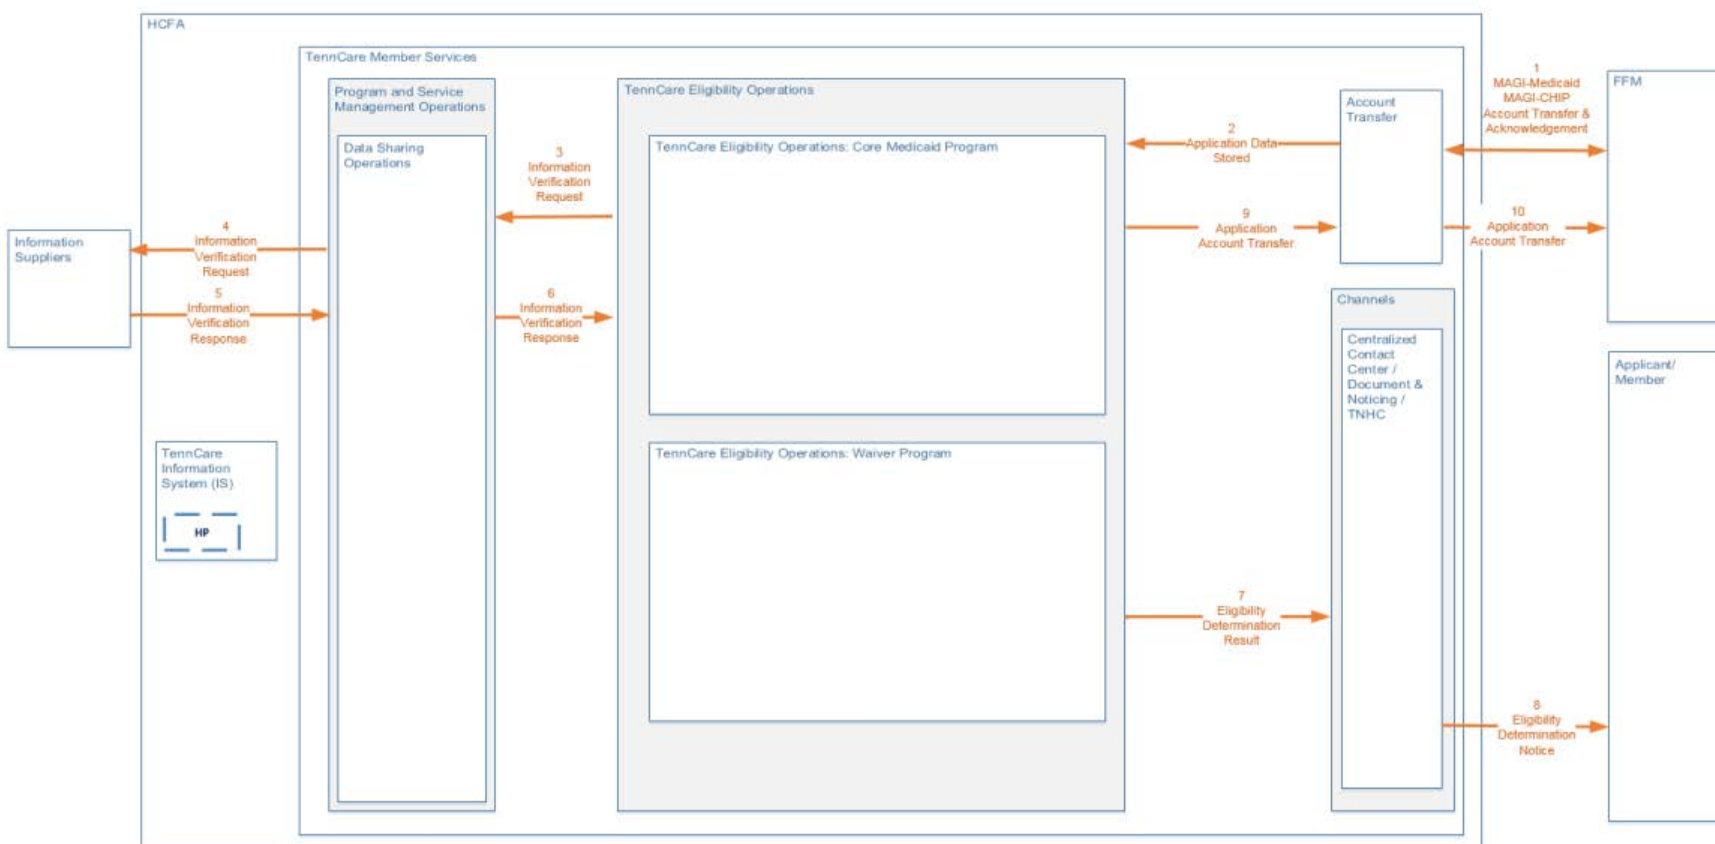 HCFA
TennCare Member Services
Program and Service
Management Operations
Data Sharing
Operations
TennCare Eligibility Operations
TennCare Eligibility Operations: Core Medicaid Program
TennCare Eligibility Operations: Waiver Program
Account
Transfer
1
MAGI-Medicaid
MAGI-CHIP
Account Transfer &
Acknowledgement
FFM
2
Application Data
Stored
3
Information
Verification
Request
4
Information
Verification
Request
Information
Suppliers
5
Information
Verification
Response
6
Information
Verification
Response
9
Application
Account Transfer
10
Application
Account Transfer
Channels
Centralized
Contact
Center /
Document &
Noticing /
TNHC
Applicant/
Member
TennCare
Information
System (IS)
HP
7
Eligibility
Determination
Result
8
Eligibility
Determination
Notice